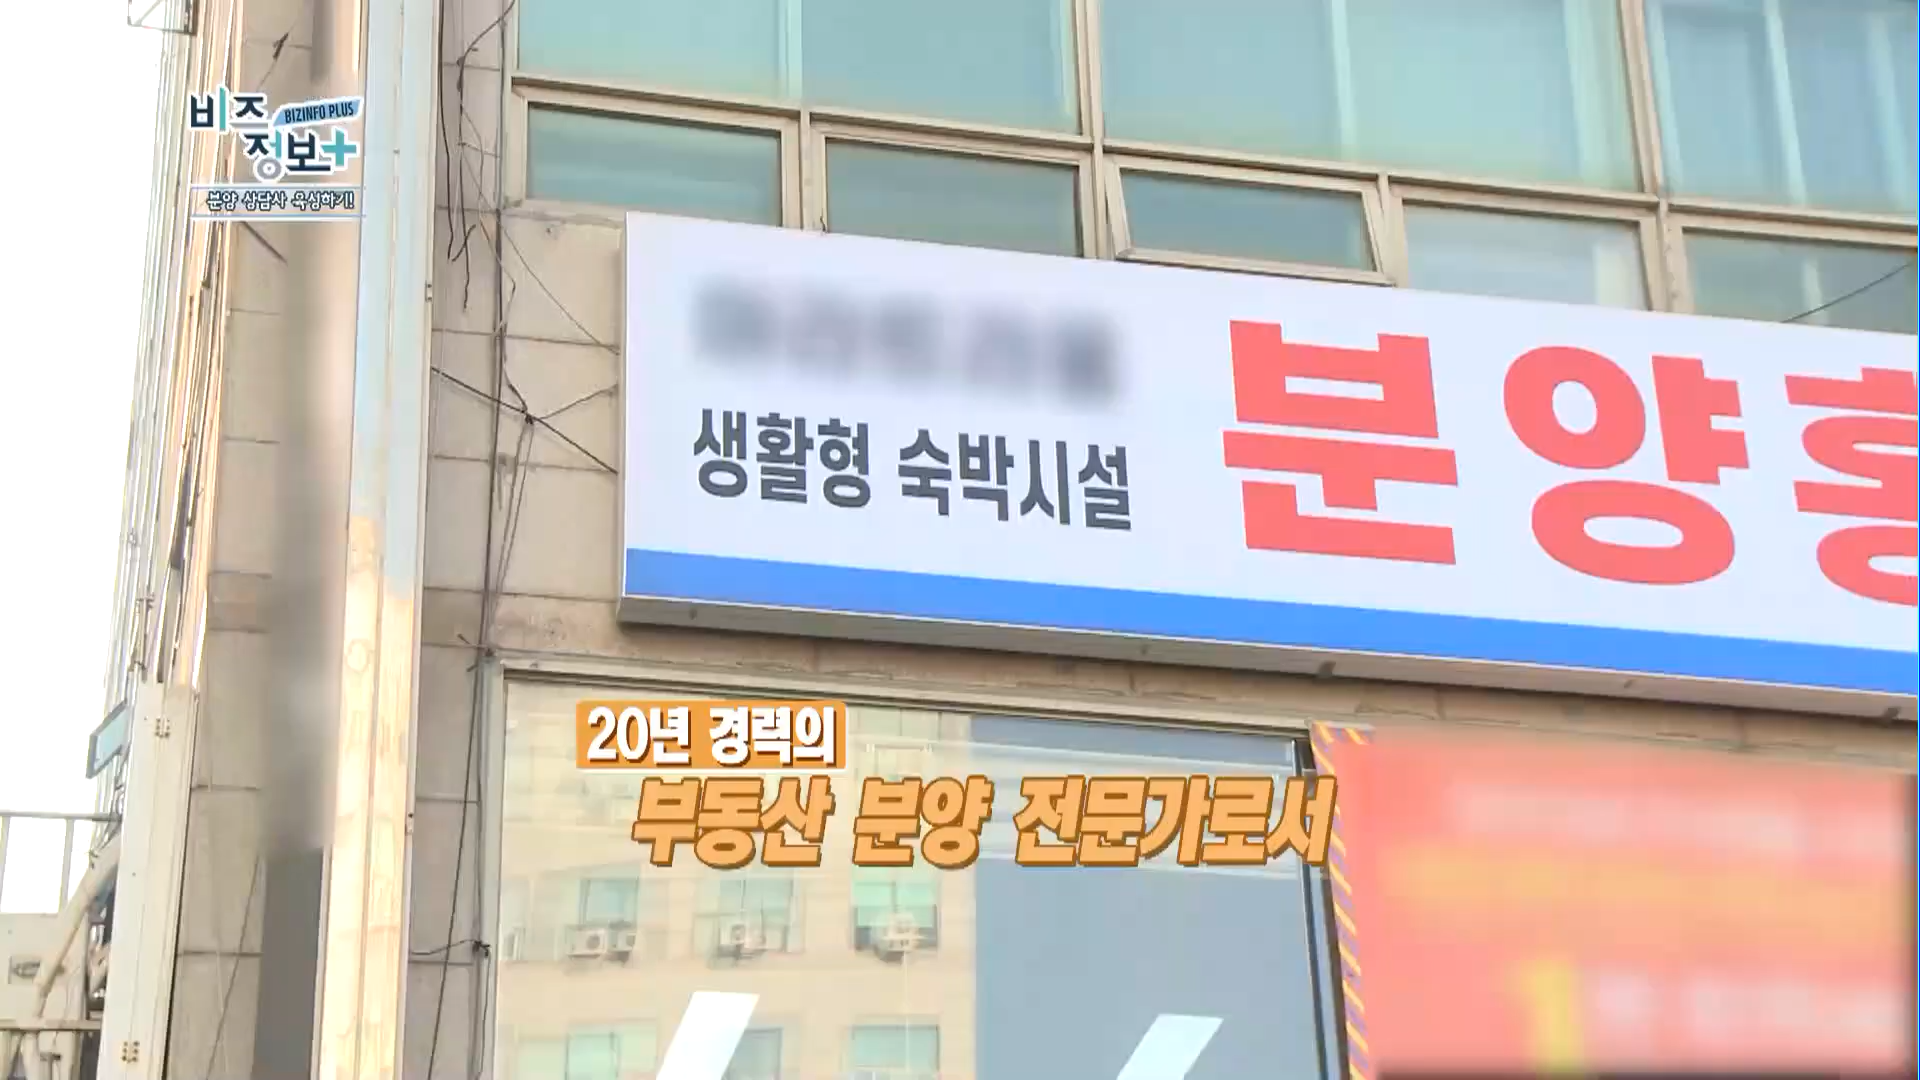 비즈
BIZINFO PLUS
정보+
분양 상담사 육성하기!
생활형 숙박시설
분양홍
20년 경력의
부동산 분양 전문가로서